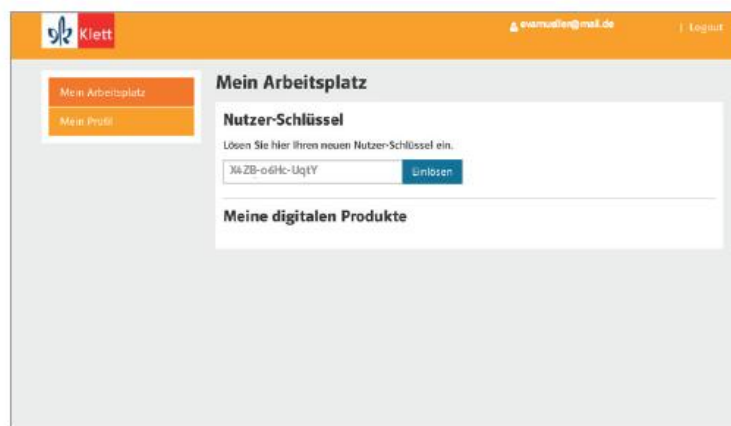 Klett
evamueller@mail.de | Logout
Mein Arbeitsplatz
Mein Profil
Mein Arbeitsplatz
Nutzer-Schlüssel
Lösen Sie hier Ihren neuen Nutzer-Schlüssel ein.
X4ZB-o6Hc-UqtY
Einlösen
Meine digitalen Produkte